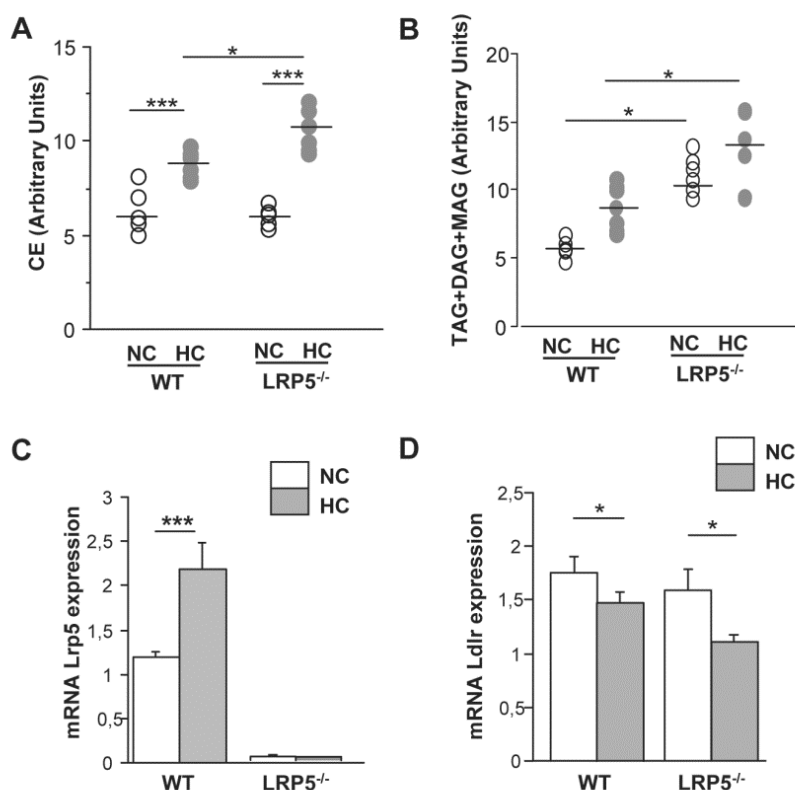 A
CE (Arbitrary Units)
15
10
5
0
***
*
***
NC HC NC HC
WT LRP5-/-
B
TAG+DAG+MAG (Arbitrary Units)
20
15
10
5
0
*
*
NC HC NC HC
WT LRP5-/-
C
NC
HC
mRNA Lrp5 expression
3
2,5
2
1,5
1
0,5
0
***
WT LRP5-/-
D
NC
HC
mRNA Ldlr expression
2,5
2
1,5
1
0,5
0
*
*
WT LRP5-/-